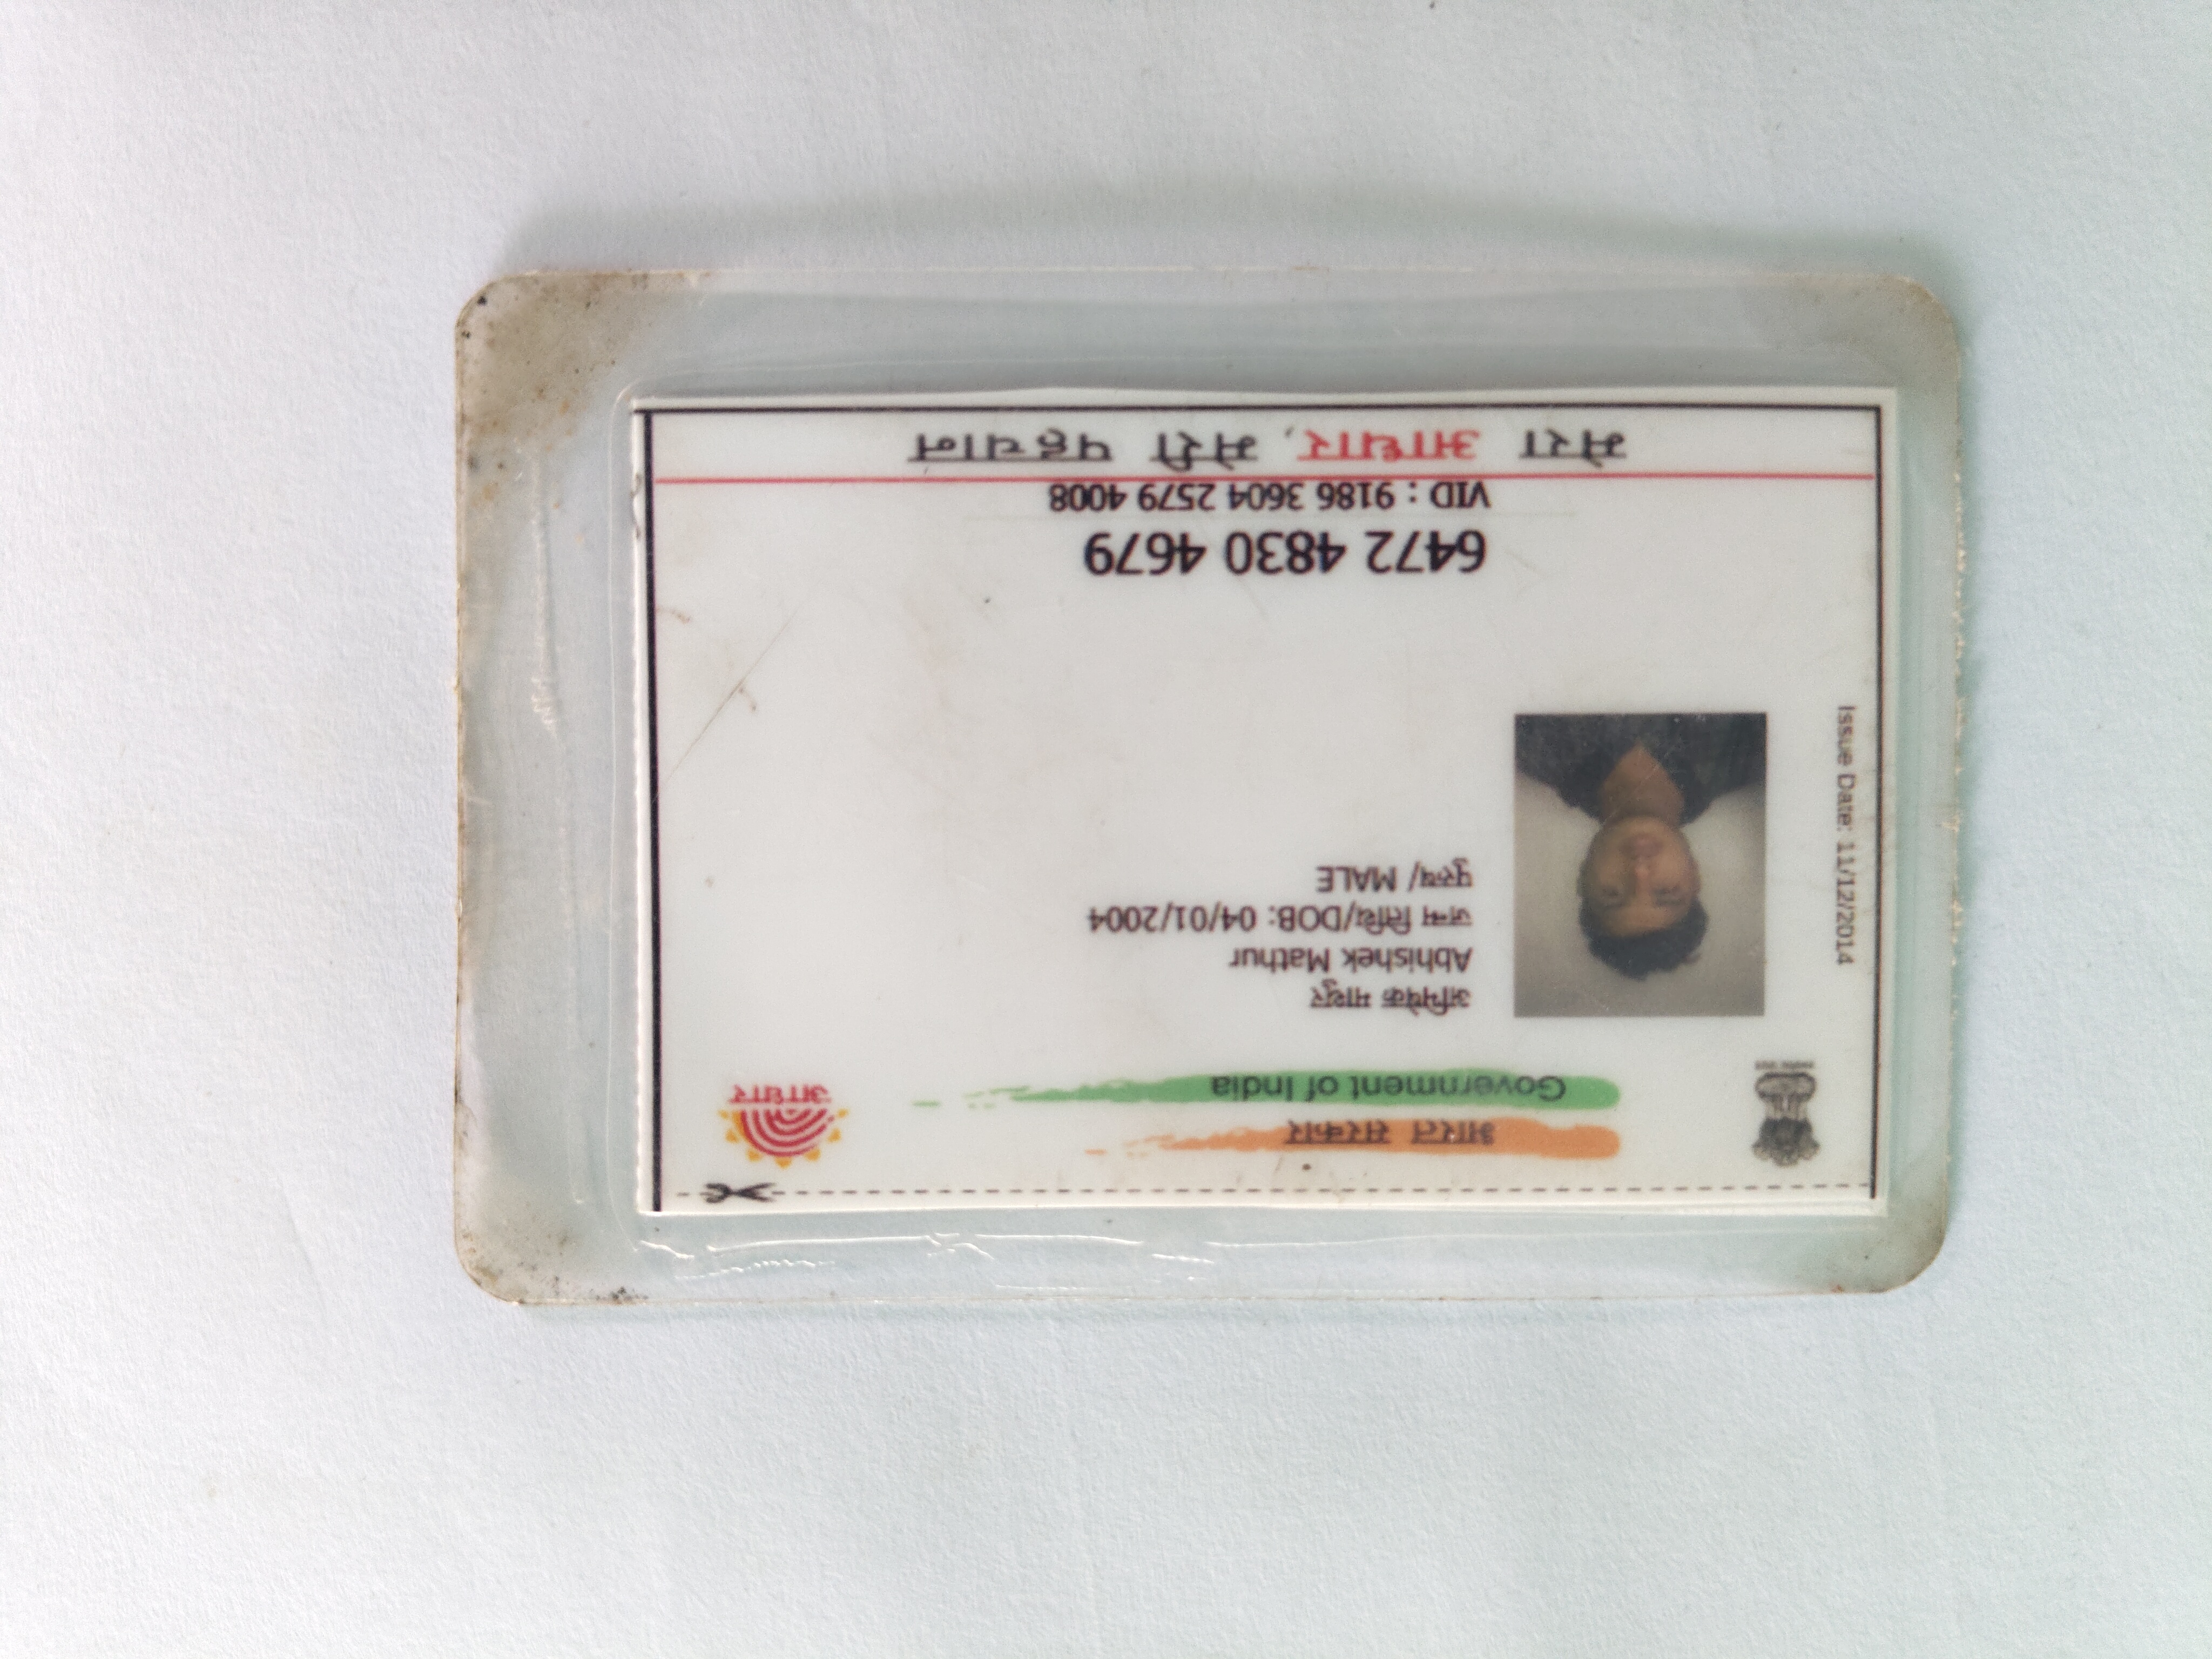 भारत सरकार
Government of India
आधार
Issue Date: 11/12/2014
अभिषेक माथुर
Abhishek Mathur
जन्म तिथि/DOB: 04/01/2004
पुरुष/ MALE
6472 4830 4679
VID : 9186 3604 2579 4008
मेरा आधार, मेरी पहचान